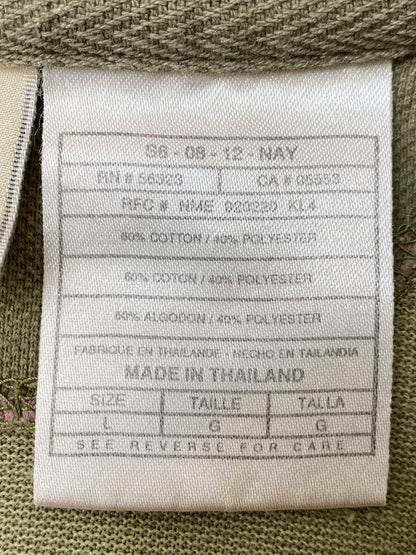 S6 - 08 - 12 - NAY
RN # 56323 CA # 05553
RFC # NME 920220 KL4
60% COTTON / 40% POLYESTER
60% COTON / 40% POLYESTER
60% ALGODON / 40% POLYESTER
FABRIQUE EN THAILANDE - HECHO EN TAILANDIA
MADE IN THAILAND
SIZE TAILLE TALLA
L G G
SEE REVERSE FOR CARE